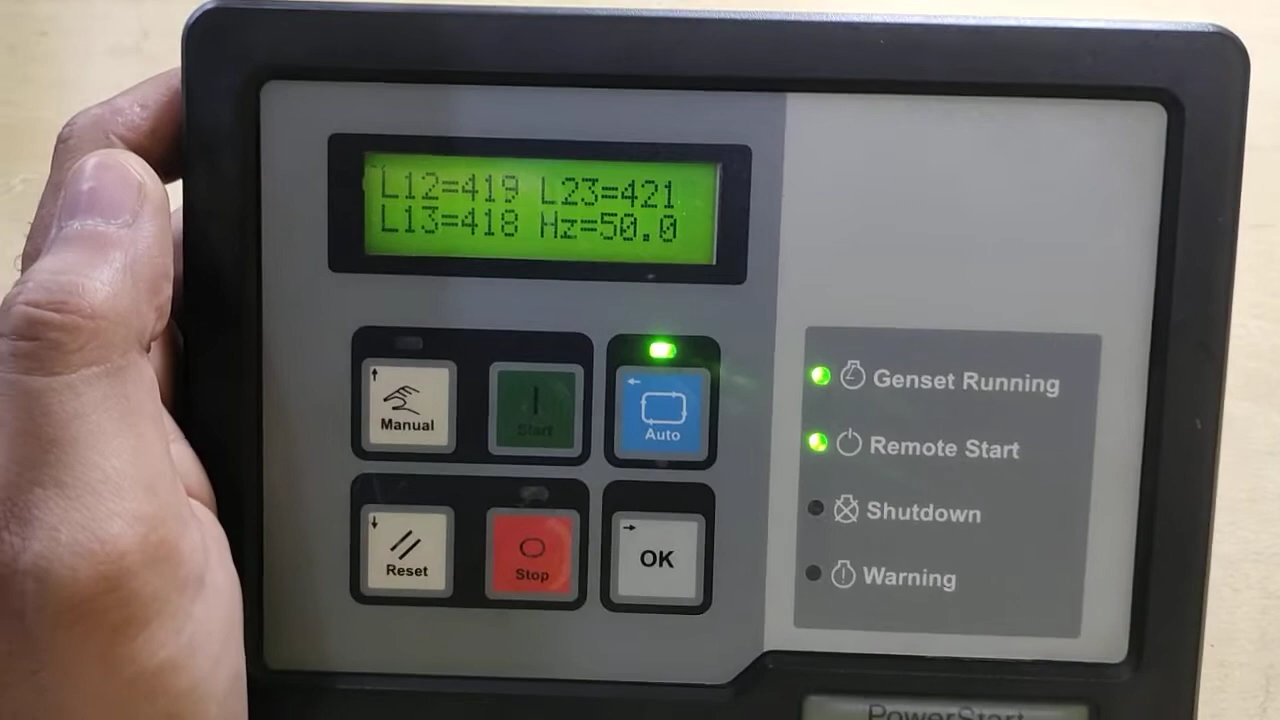 L12=419 L23=421
L13=418 Hz=50.0
Manual
Start
Auto
Reset
Stop
OK
Genset Running
Remote Start
Shutdown
Warning
PowerStart